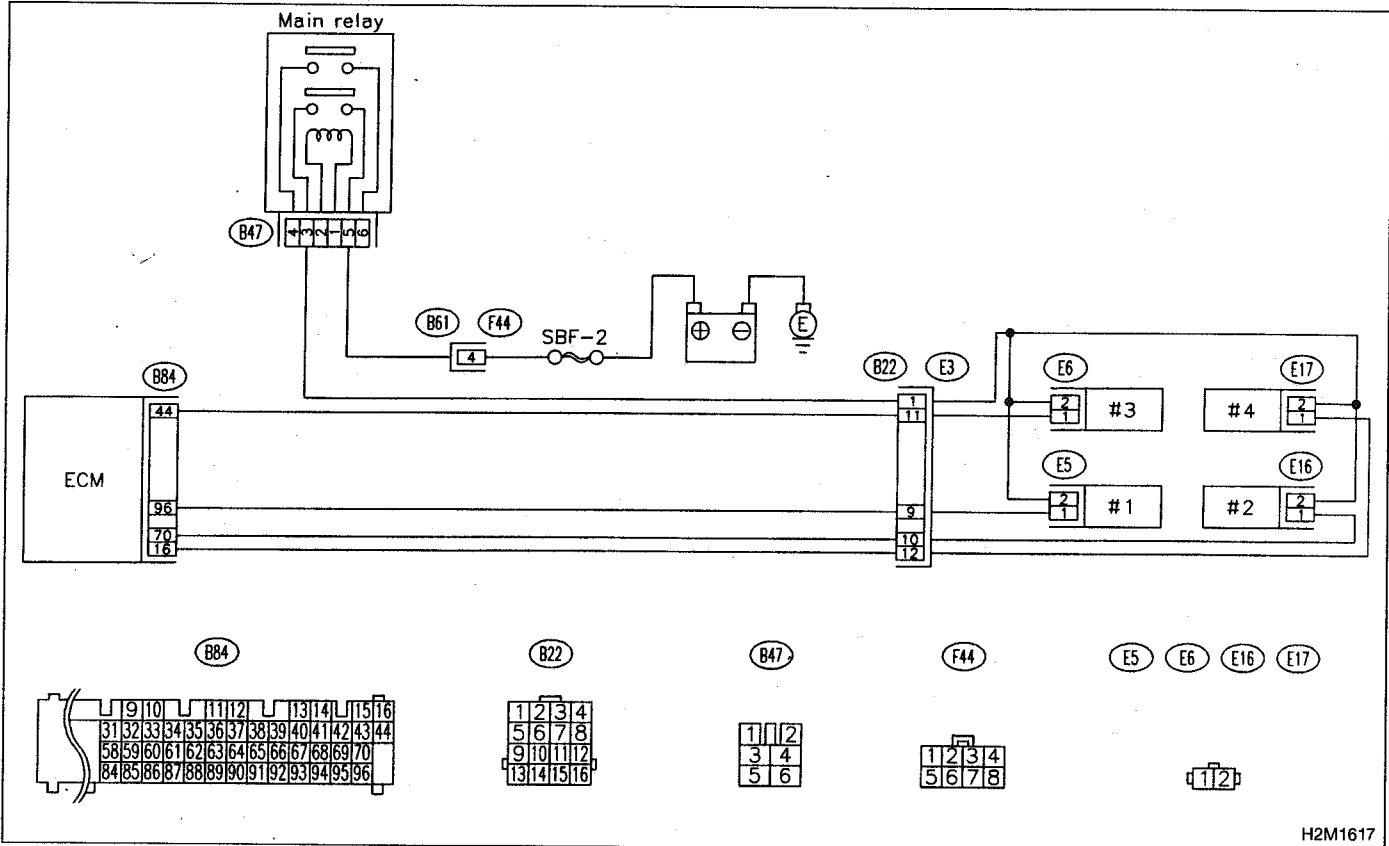 Main relay
B47
4 3 2 1 5 6
B61 F44
SBF-2
4
⊕ ⊖
E
B84
B22 E3
E6
E17
44
1
11
2
1
#3
#4
2
1
ECM
E5
E16
96
9
2
1
#1
#2
2
1
70
16
10
12
B84
B22
B47
F44
E5 E6 E16 E17
9 10 11 12 13 14 15 16
31 32 33 34 35 36 37 38 39 40 41 42 43 44
58 59 60 61 62 63 64 65 66 67 68 69 70
84 85 86 87 88 89 90 91 92 93 94 95 96
1 2 3 4
5 6 7 8
9 10 11 12
13 14 15 16
1 2
3 4
5 6
1 2 3 4
5 6 7 8
1 2
H2M1617